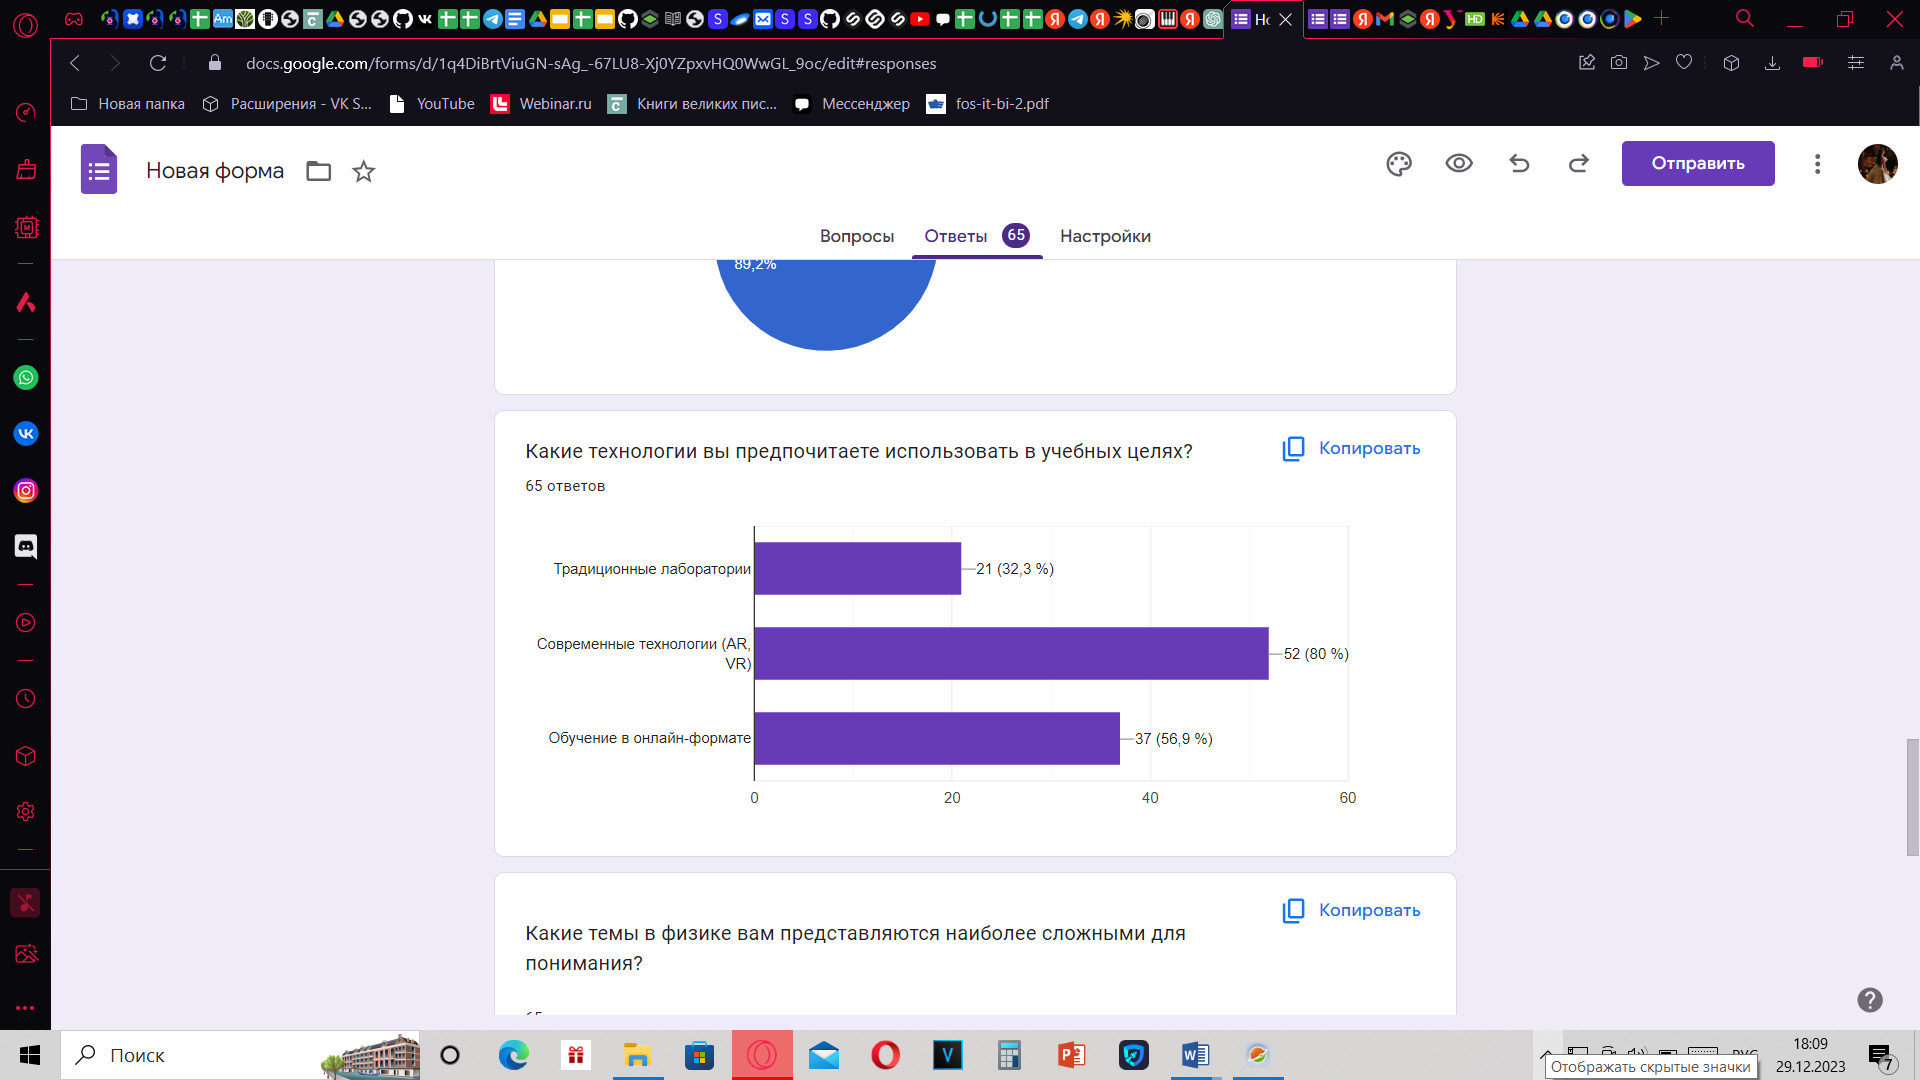 Но
docs.google.com/forms/d/1q4DiBrtViuGN-sAg_-67LU8-Xj0YZpxvHQ0WwGL_9oc/edit#responses
Новая папка Расширения - VK S... YouTube Webinar.ru Книги великих пис... Мессенджер fos-it-bi-2.pdf
Новая форма
Отправить
Вопросы Ответы 65 Настройки
89,2%
Какие технологии вы предпочитаете использовать в учебных целях?
Копировать
65 ответов
Традиционные лаборатории
21 (32,3 %)
Современные технологии (AR,
VR)
52 (80 %)
Обучение в онлайн-формате
37 (56,9 %)
0 20 40 60
Копировать
Какие темы в физике вам представляются наиболее сложными для
понимания?
Поиск
18:09
29.12.2023
7
Отображать скрытые значки